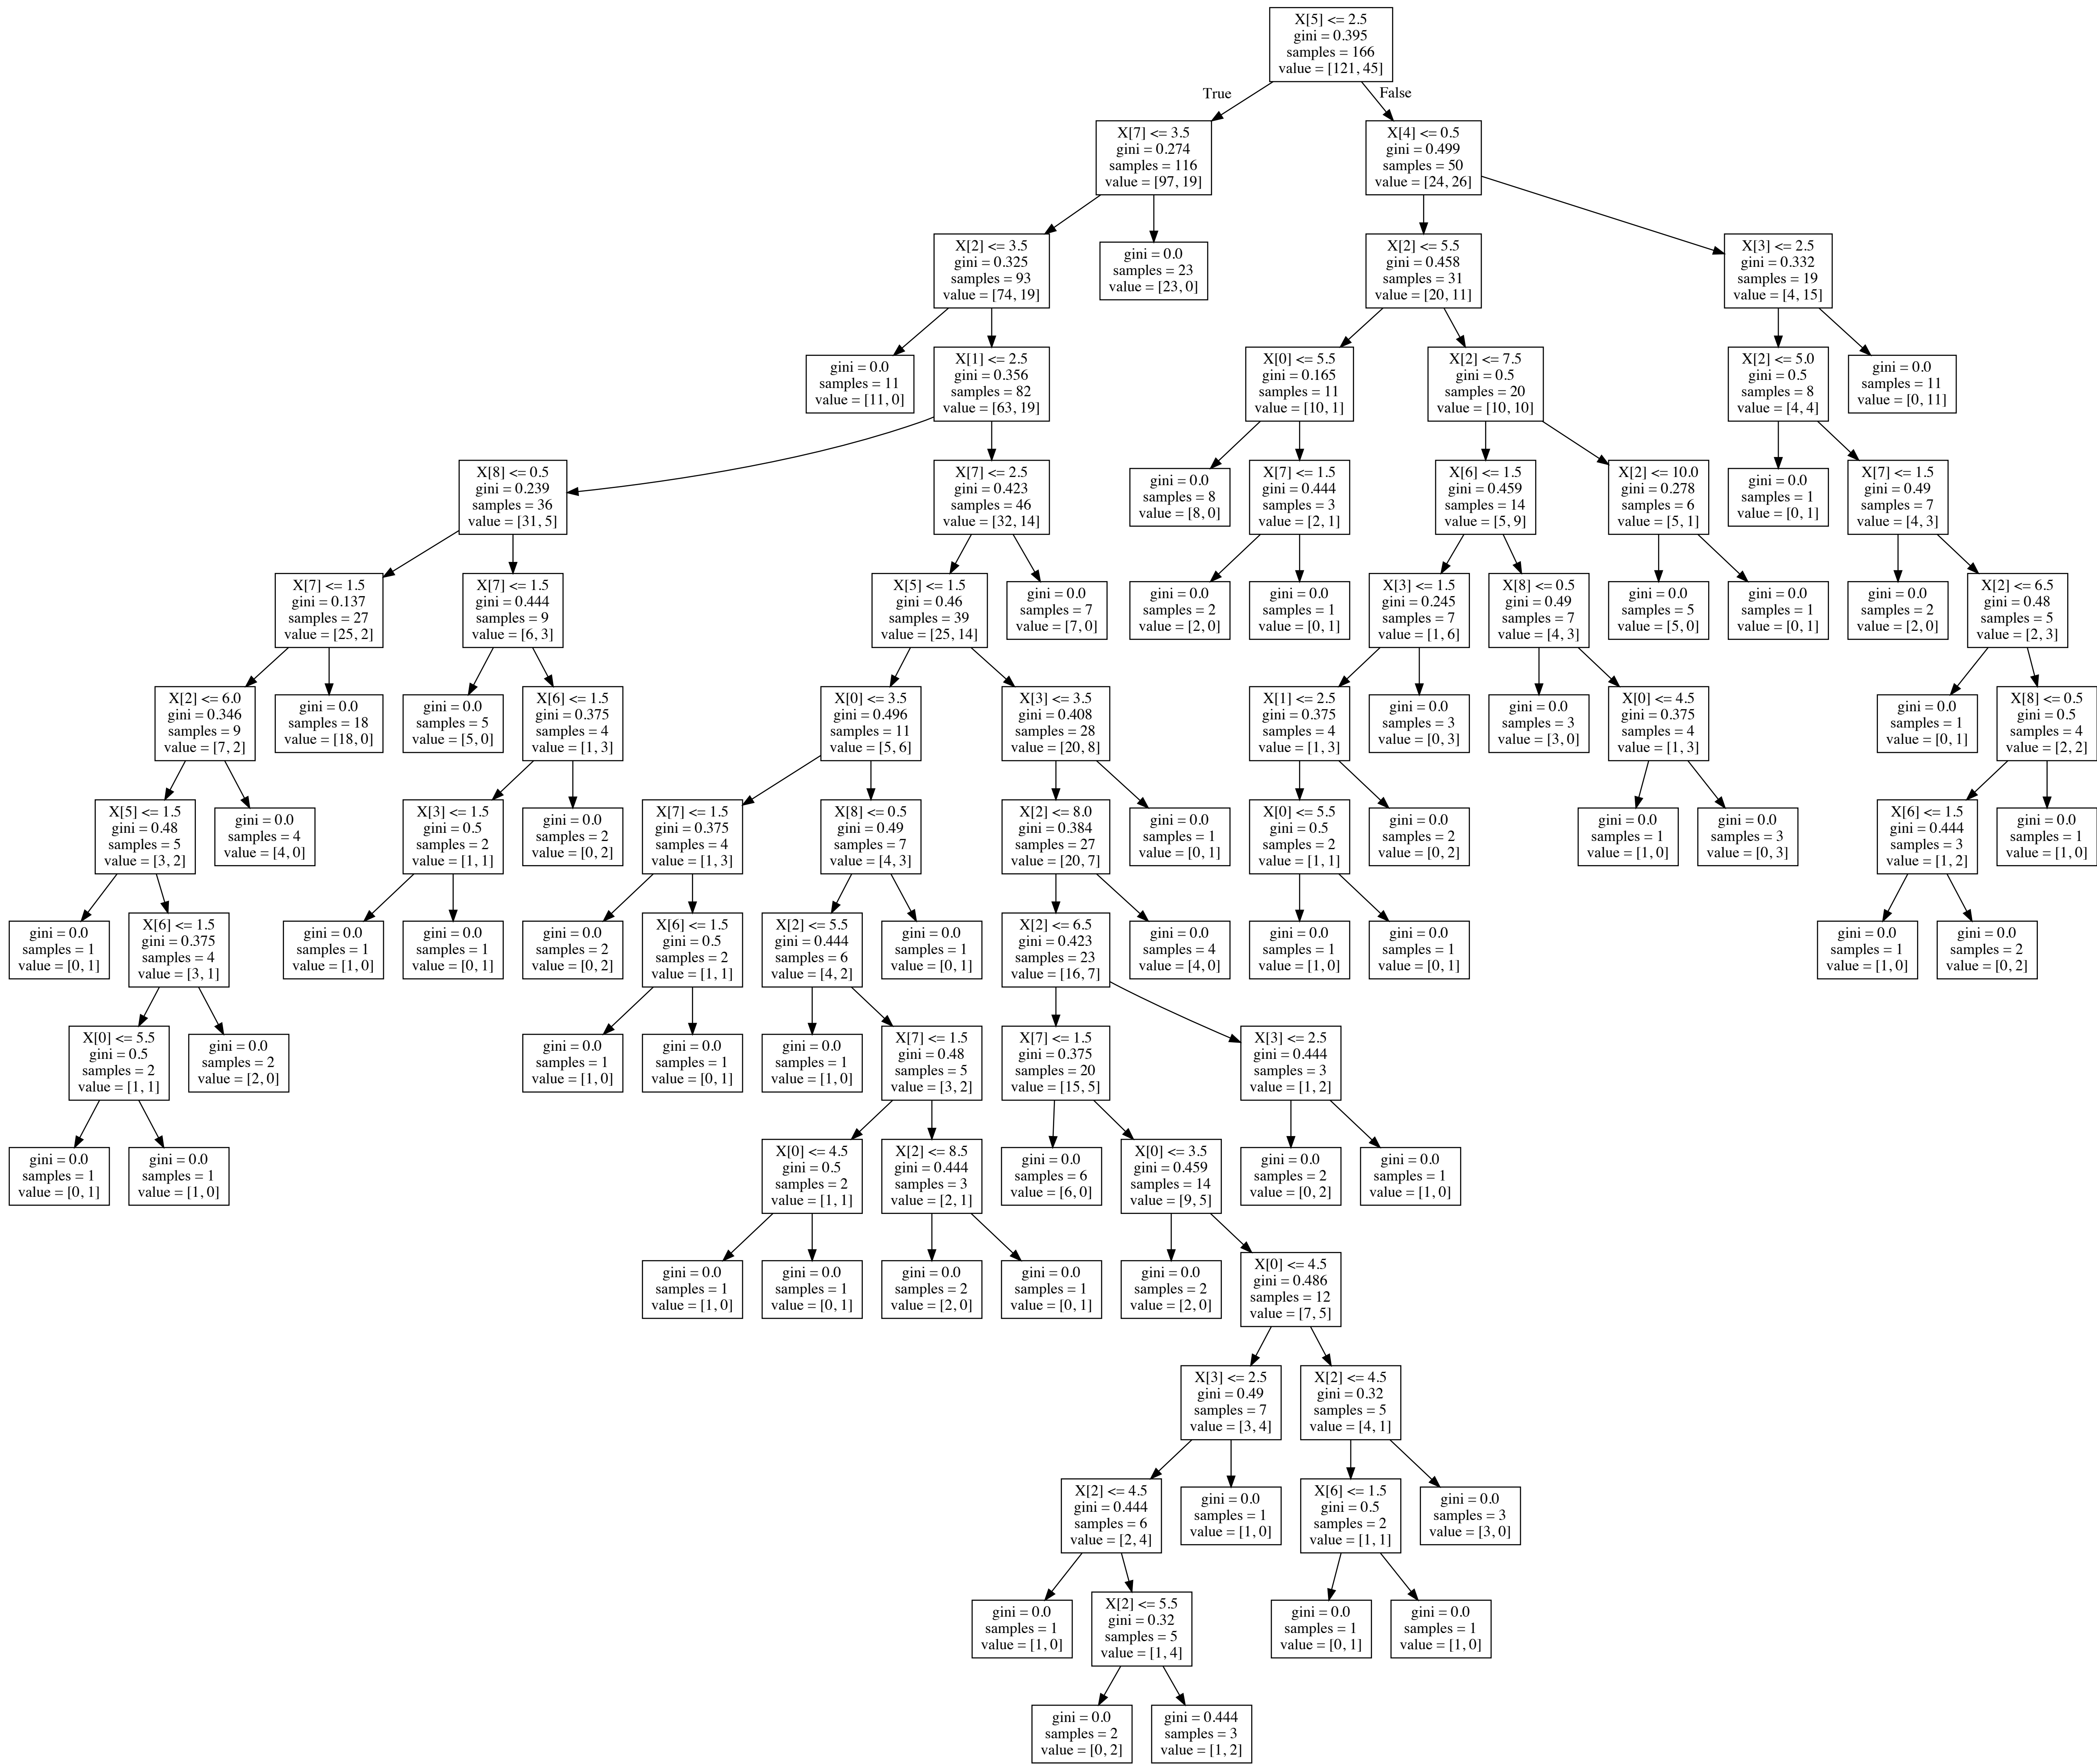 X[5] <= 2.5
gini = 0.395
samples = 166
value = [121, 45]
True
False
X[7] <= 3.5
gini = 0.274
samples = 116
value = [97, 19]
X[4] <= 0.5
gini = 0.499
samples = 50
value = [24, 26]
X[2] <= 3.5
gini = 0.325
samples = 93
value = [74, 19]
gini = 0.0
samples = 23
value = [23, 0]
X[2] <= 5.5
gini = 0.458
samples = 31
value = [20, 11]
X[3] <= 2.5
gini = 0.332
samples = 19
value = [4, 15]
gini = 0.0
samples = 11
value = [11, 0]
X[1] <= 2.5
gini = 0.356
samples = 82
value = [63, 19]
X[0] <= 5.5
gini = 0.165
samples = 11
value = [10, 1]
X[2] <= 7.5
gini = 0.5
samples = 20
value = [10, 10]
X[2] <= 5.0
gini = 0.5
samples = 8
value = [4, 4]
gini = 0.0
samples = 11
value = [0, 11]
X[8] <= 0.5
gini = 0.239
samples = 36
value = [31, 5]
X[7] <= 2.5
gini = 0.423
samples = 46
value = [32, 14]
gini = 0.0
samples = 8
value = [8, 0]
X[7] <= 1.5
gini = 0.444
samples = 3
value = [2, 1]
X[6] <= 1.5
gini = 0.459
samples = 14
value = [5, 9]
X[2] <= 10.0
gini = 0.278
samples = 6
value = [5, 1]
gini = 0.0
samples = 1
value = [0, 1]
X[7] <= 1.5
gini = 0.49
samples = 7
value = [4, 3]
X[7] <= 1.5
gini = 0.137
samples = 27
value = [25, 2]
X[7] <= 1.5
gini = 0.444
samples = 9
value = [6, 3]
X[5] <= 1.5
gini = 0.46
samples = 39
value = [25, 14]
gini = 0.0
samples = 7
value = [7, 0]
gini = 0.0
samples = 2
value = [2, 0]
gini = 0.0
samples = 1
value = [0, 1]
X[3] <= 1.5
gini = 0.245
samples = 7
value = [1, 6]
X[8] <= 0.5
gini = 0.49
samples = 7
value = [4, 3]
gini = 0.0
samples = 5
value = [5, 0]
gini = 0.0
samples = 1
value = [0, 1]
gini = 0.0
samples = 2
value = [2, 0]
X[2] <= 6.5
gini = 0.48
samples = 5
value = [2, 3]
X[2] <= 6.0
gini = 0.346
samples = 9
value = [7, 2]
gini = 0.0
samples = 18
value = [18, 0]
gini = 0.0
samples = 5
value = [5, 0]
X[6] <= 1.5
gini = 0.375
samples = 4
value = [1, 3]
X[0] <= 3.5
gini = 0.496
samples = 11
value = [5, 6]
X[3] <= 3.5
gini = 0.408
samples = 28
value = [20, 8]
X[1] <= 2.5
gini = 0.375
samples = 4
value = [1, 3]
gini = 0.0
samples = 3
value = [0, 3]
gini = 0.0
samples = 3
value = [3, 0]
X[0] <= 4.5
gini = 0.375
samples = 4
value = [1, 3]
gini = 0.0
samples = 1
value = [0, 1]
X[8] <= 0.5
gini = 0.5
samples = 4
value = [2, 2]
X[5] <= 1.5
gini = 0.48
samples = 5
value = [3, 2]
gini = 0.0
samples = 4
value = [4, 0]
X[3] <= 1.5
gini = 0.5
samples = 2
value = [1, 1]
gini = 0.0
samples = 2
value = [0, 2]
X[7] <= 1.5
gini = 0.375
samples = 4
value = [1, 3]
X[8] <= 0.5
gini = 0.49
samples = 7
value = [4, 3]
X[2] <= 8.0
gini = 0.384
samples = 27
value = [20, 7]
gini = 0.0
samples = 1
value = [0, 1]
X[0] <= 5.5
gini = 0.5
samples = 2
value = [1, 1]
gini = 0.0
samples = 2
value = [0, 2]
gini = 0.0
samples = 1
value = [1, 0]
gini = 0.0
samples = 3
value = [0, 3]
X[6] <= 1.5
gini = 0.444
samples = 3
value = [1, 2]
gini = 0.0
samples = 1
value = [1, 0]
gini = 0.0
samples = 1
value = [0, 1]
X[6] <= 1.5
gini = 0.375
samples = 4
value = [3, 1]
gini = 0.0
samples = 1
value = [1, 0]
gini = 0.0
samples = 1
value = [0, 1]
gini = 0.0
samples = 2
value = [0, 2]
X[6] <= 1.5
gini = 0.5
samples = 2
value = [1, 1]
X[2] <= 5.5
gini = 0.444
samples = 6
value = [4, 2]
gini = 0.0
samples = 1
value = [0, 1]
X[2] <= 6.5
gini = 0.423
samples = 23
value = [16, 7]
gini = 0.0
samples = 4
value = [4, 0]
gini = 0.0
samples = 1
value = [1, 0]
gini = 0.0
samples = 1
value = [0, 1]
gini = 0.0
samples = 1
value = [1, 0]
gini = 0.0
samples = 2
value = [0, 2]
X[0] <= 5.5
gini = 0.5
samples = 2
value = [1, 1]
gini = 0.0
samples = 2
value = [2, 0]
gini = 0.0
samples = 1
value = [1, 0]
gini = 0.0
samples = 1
value = [0, 1]
gini = 0.0
samples = 1
value = [1, 0]
X[7] <= 1.5
gini = 0.48
samples = 5
value = [3, 2]
X[7] <= 1.5
gini = 0.375
samples = 20
value = [15, 5]
X[3] <= 2.5
gini = 0.444
samples = 3
value = [1, 2]
gini = 0.0
samples = 1
value = [0, 1]
gini = 0.0
samples = 1
value = [1, 0]
X[0] <= 4.5
gini = 0.5
samples = 2
value = [1, 1]
X[2] <= 8.5
gini = 0.444
samples = 3
value = [2, 1]
gini = 0.0
samples = 6
value = [6, 0]
X[0] <= 3.5
gini = 0.459
samples = 14
value = [9, 5]
gini = 0.0
samples = 2
value = [0, 2]
gini = 0.0
samples = 1
value = [1, 0]
gini = 0.0
samples = 1
value = [1, 0]
gini = 0.0
samples = 1
value = [0, 1]
gini = 0.0
samples = 2
value = [2, 0]
gini = 0.0
samples = 1
value = [0, 1]
gini = 0.0
samples = 2
value = [2, 0]
X[0] <= 4.5
gini = 0.486
samples = 12
value = [7, 5]
X[3] <= 2.5
gini = 0.49
samples = 7
value = [3, 4]
X[2] <= 4.5
gini = 0.32
samples = 5
value = [4, 1]
X[2] <= 4.5
gini = 0.444
samples = 6
value = [2, 4]
gini = 0.0
samples = 1
value = [1, 0]
X[6] <= 1.5
gini = 0.5
samples = 2
value = [1, 1]
gini = 0.0
samples = 3
value = [3, 0]
gini = 0.0
samples = 1
value = [1, 0]
X[2] <= 5.5
gini = 0.32
samples = 5
value = [1, 4]
gini = 0.0
samples = 1
value = [0, 1]
gini = 0.0
samples = 1
value = [1, 0]
gini = 0.0
samples = 2
value = [0, 2]
gini = 0.444
samples = 3
value = [1, 2]